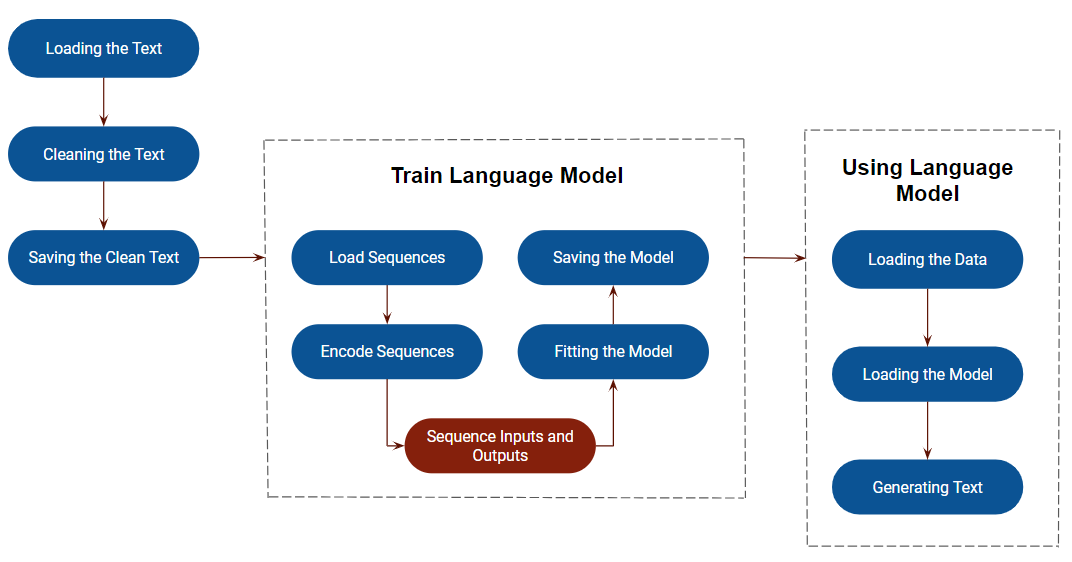 Loading the Text
Cleaning the Text
Saving the Clean Text
Train Language Model
Load Sequences
Encode Sequences
Sequence Inputs and
Outputs
Fitting the Model
Saving the Model
Using Language
Model
Loading the Data
Loading the Model
Generating Text